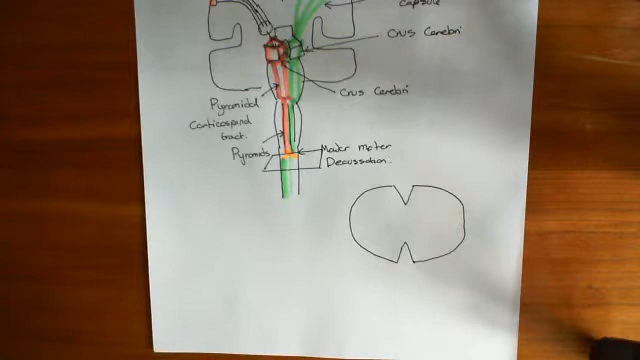 capsule
Crus Cerebri
Crus Cerebri
Pyramidal
Corticospinal
tract.
Pyramids
Major motor
Decussation.